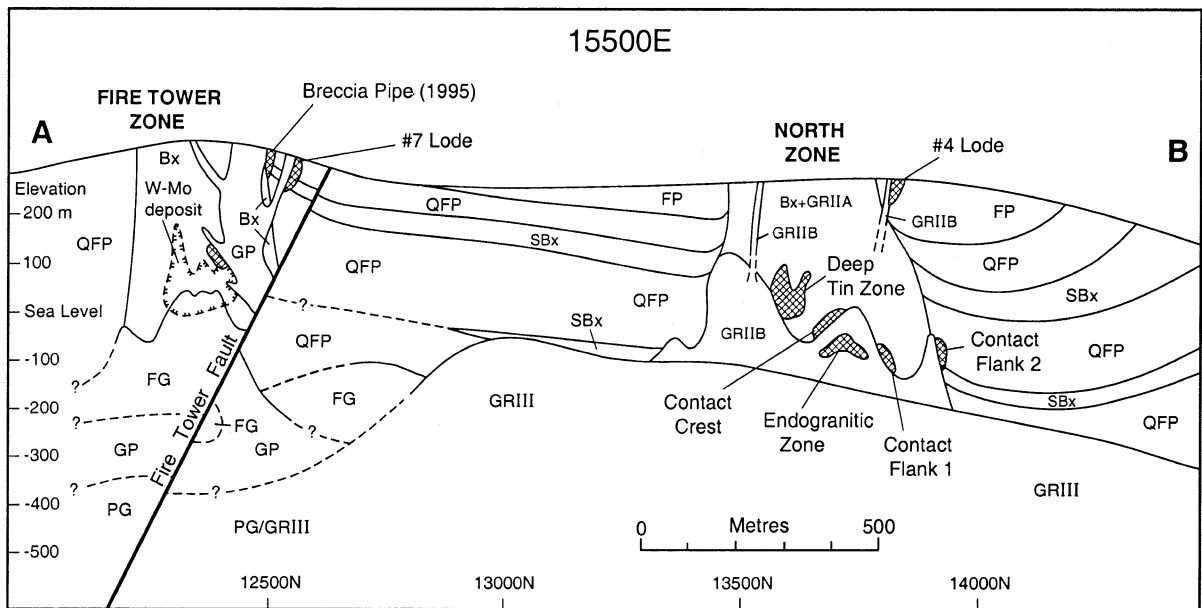 15500E
Breccia Pipe (1995)
FIRE TOWER
ZONE
A
#7 Lode
NORTH
ZONE
#4 Lode
B
Bx
Elevation
200 m
W-Mo
deposit
QFP
Bx
GP
QFP
FP
SBx
Bx+GRIIA
GRIIB
GRIIB
FP
QFP
100
QFP
Deep
Tin Zone
SBx
Sea Level
?
QFP
SBx
QFP
GRIIB
Contact
Flank 2
QFP
-100
?
FG
FG
SBx
-200
?
GRIII
Contact
Crest
Endogranitic
Zone
Contact
Flank 1
QFP
FG
?
-300
GP
GP
Fire Tower Fault
?
?
GRIII
-400
PG
PG/GRIII
0
Metres
500
-500
12500N
13000N
13500N
14000N